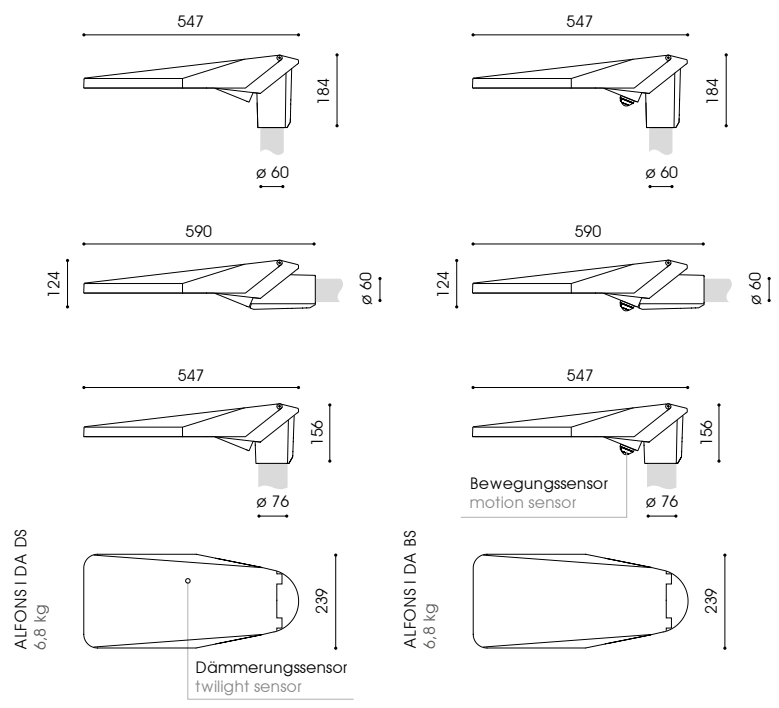 547
184
ø 60
590
124
ø 60
547
156
ø 76
ALFONS I DA DS
6,8 kg
239
Dämmerungssensor
twilight sensor
547
184
ø 60
590
124
ø 60
547
156
Bewegungssensor
motion sensor
ø 76
ALFONS I DA BS
6,8 kg
239